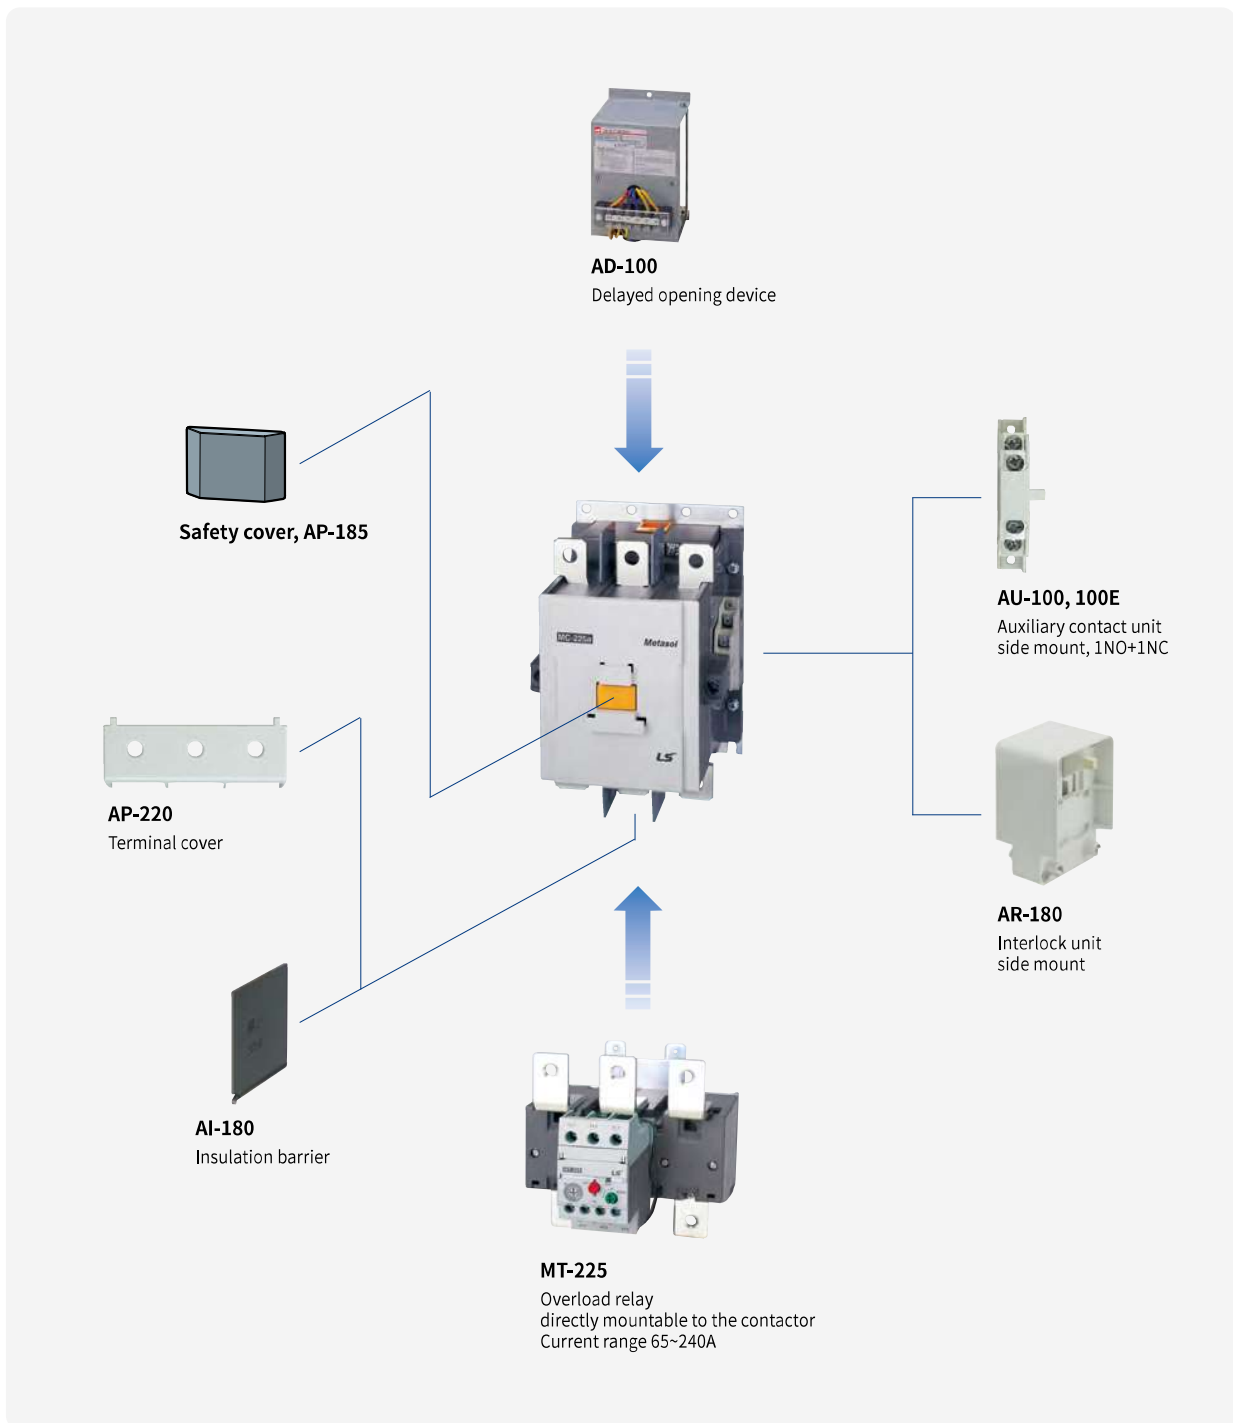 AD-100
Delayed opening device
Safety cover, AP-185
MC-225a
Metasol
LS
AU-100, 100E
Auxiliary contact unit
side mount, 1NO+1NC
AP-220
Terminal cover
AR-180
Interlock unit
side mount
AI-180
Insulation barrier
LS
MT-225
Overload relay
directly mountable to the contactor
Current range 65~240A